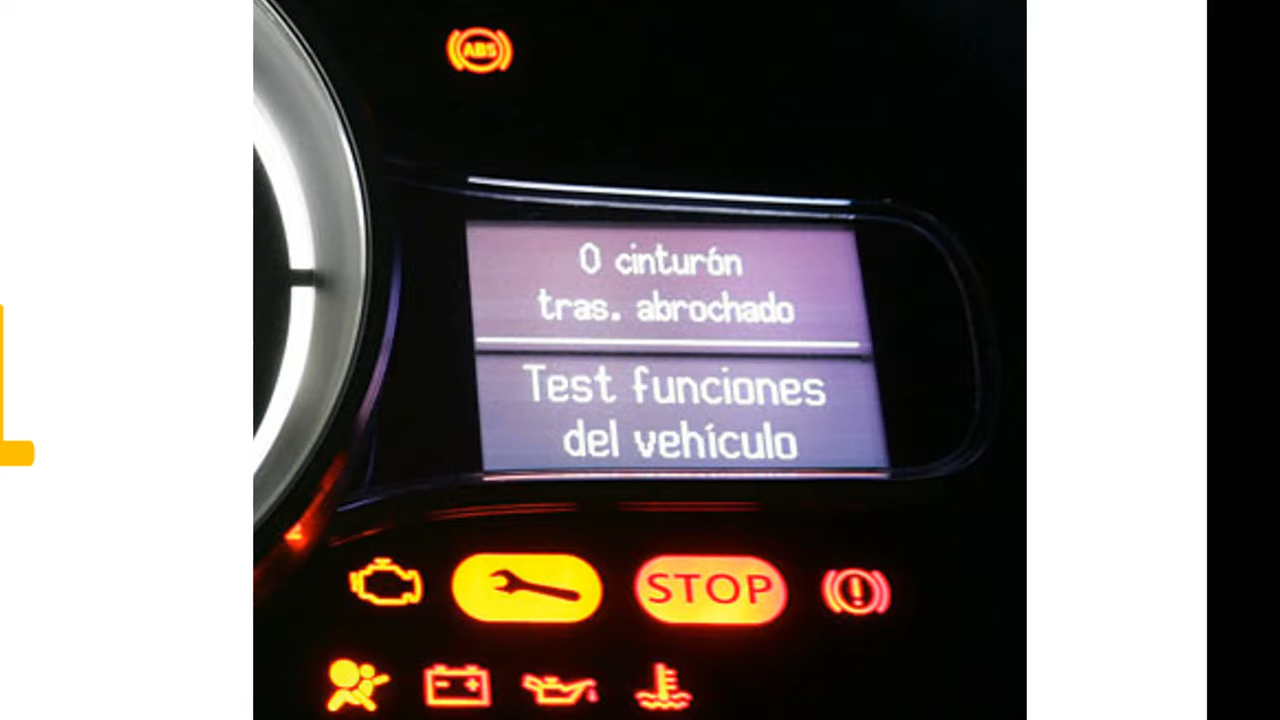 ABS
0 cinturón
tras. abrochado
Test funciones
del vehículo
STOP